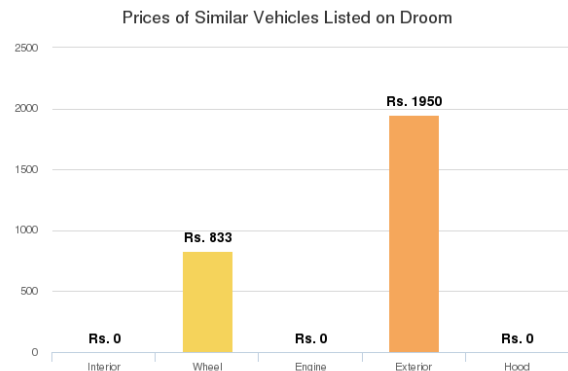 Prices of Similar Vehicles Listed on Droom
2500
2000
1500
1000
500
0
Rs. 0
Rs. 833
Rs. 0
Rs. 1950
Rs. 0
Interior
Wheel
Engine
Exterior
Hood